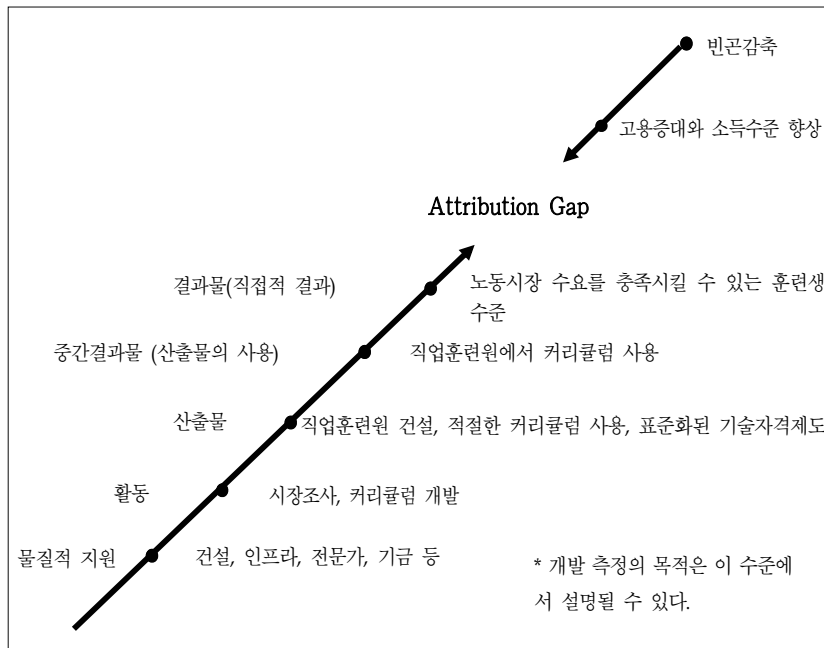 빈곤감축
고용증대와 소득수준 향상
Attribution Gap
결과물(직접적 결과)
노동시장 수요를 충족시킬 수 있는 훈련생
수준
중간결과물 (산출물의 사용)
직업훈련원에서 커리큘럼 사용
산출물
직업훈련원 건설, 적절한 커리큘럼 사용, 표준화된 기술자격제도
활동
시장조사, 커리큘럼 개발
물질적 지원
건설, 인프라, 전문가, 기금 등
* 개발 측정의 목적은 이 수준에
서 설명될 수 있다.